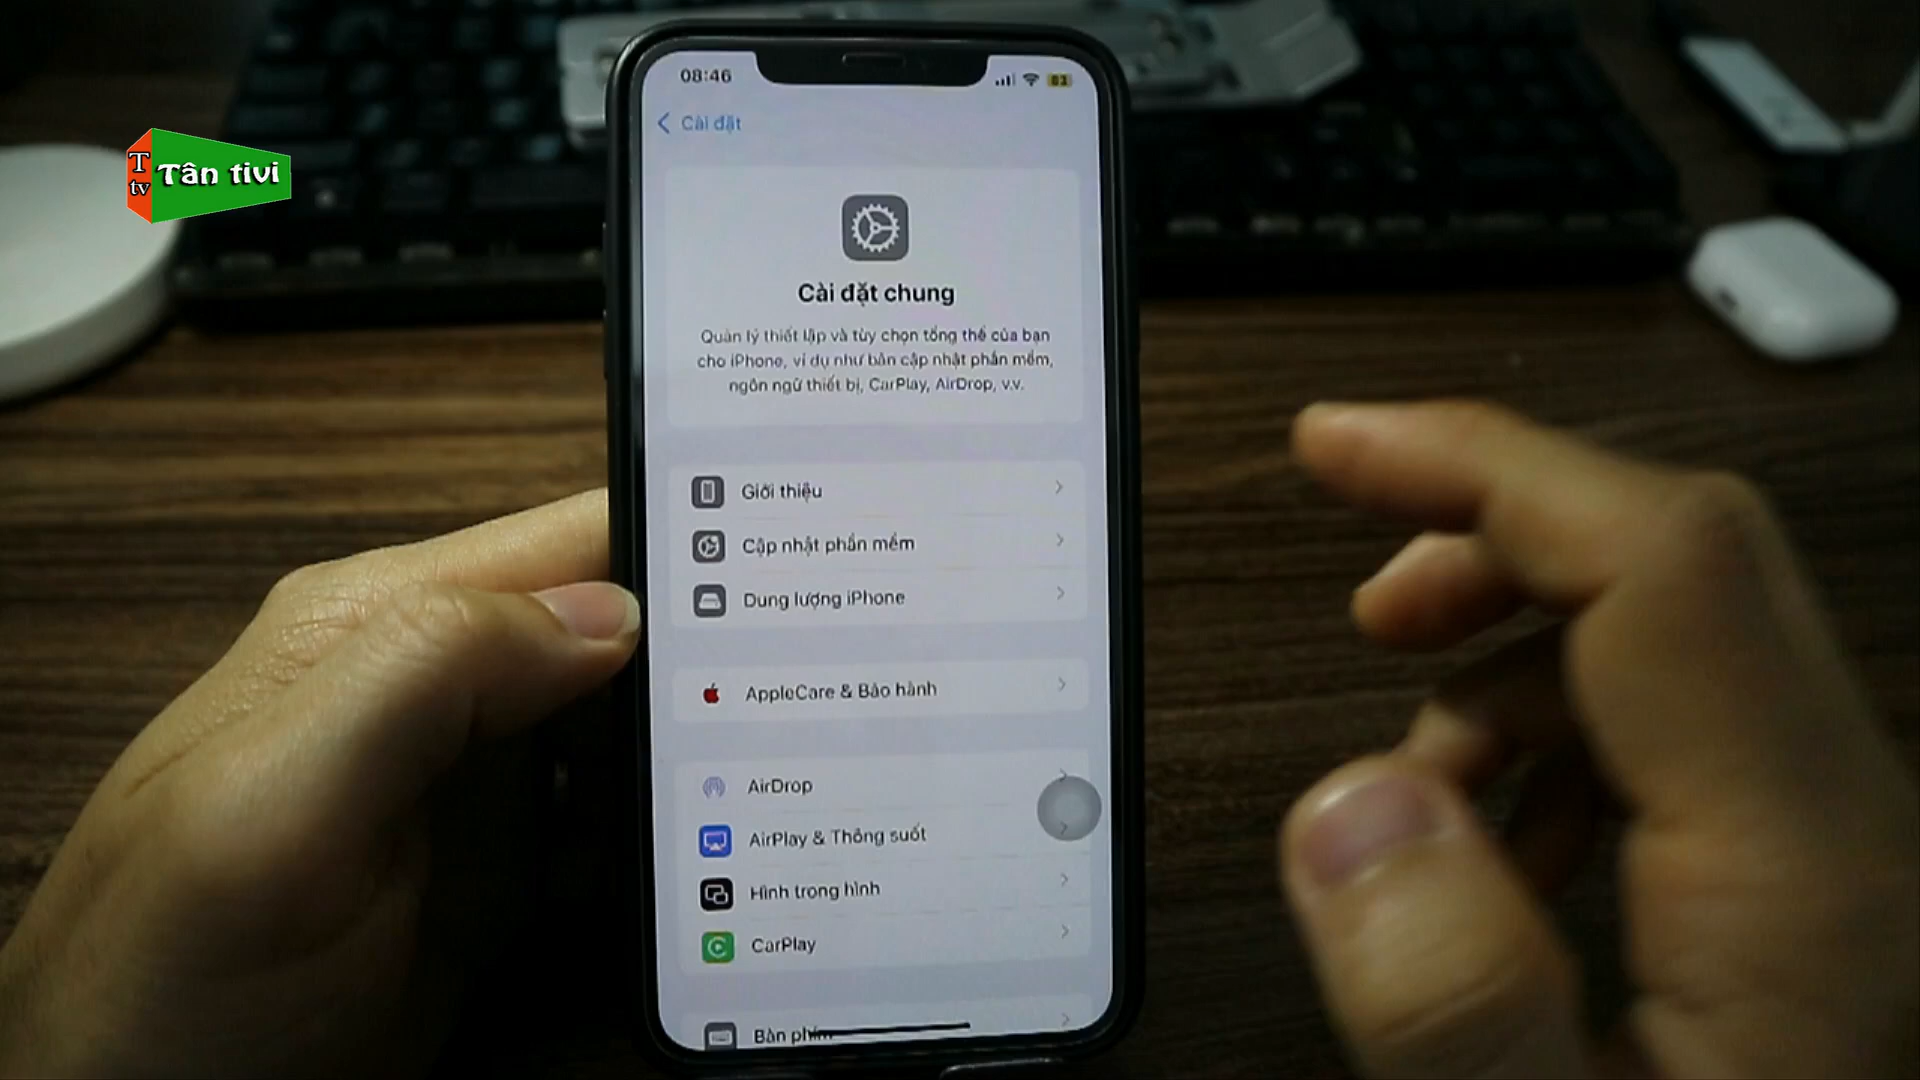 08:46
83
Cài đặt
T
tv
Tân tivi
Cài đặt chung
Quản lý thiết lập và tùy chọn tổng thể của bạn
cho iPhone, ví dụ như bản cập nhật phần mềm,
ngôn ngữ thiết bị, CarPlay, AirDrop, v.v.
Giới thiệu
Cập nhật phần mềm
Dung lượng iPhone
AppleCare & Bảo hành
AirDrop
AirPlay & Thông suốt
Hình trong hình
CarPlay
Bàn phím